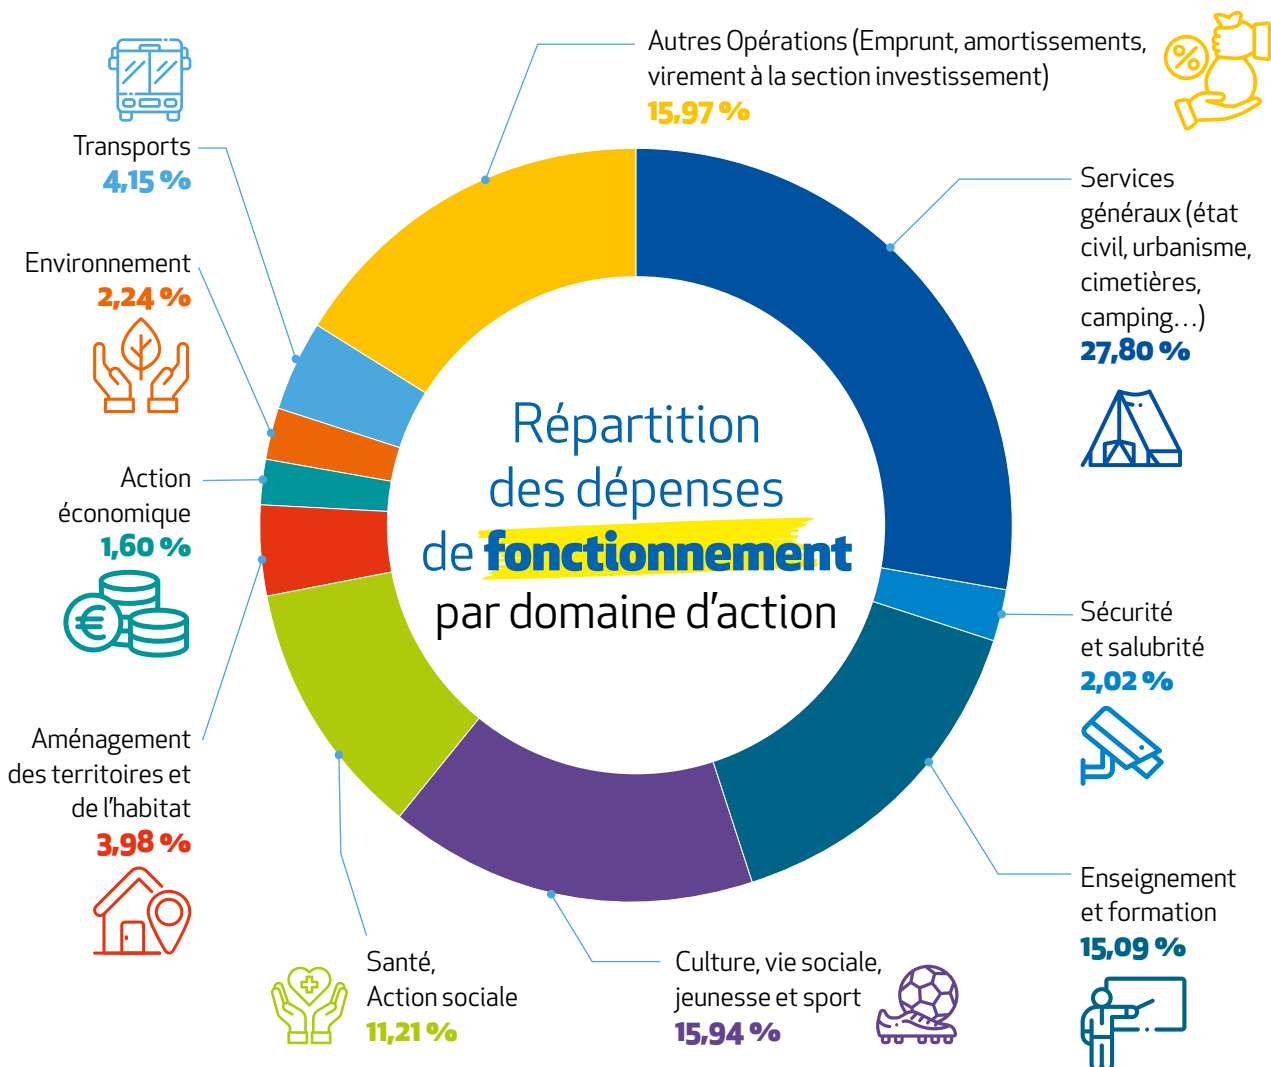 Autres Opérations (Emprunt, amortissements,
virement à la section investissement)
15,97 %
Transports
4,15 %
Environnement
2,24 %
Action
économique
1,60 %
Aménagement
des territoires et
de l'habitat
3,98 %
Répartition
des dépenses
de fonctionnement
par domaine d'action
Services
généraux (état
civil, urbanisme,
cimetières,
camping...)
27,80 %
Sécurité
et salubrité
2,02 %
Enseignement
et formation
15,09 %
Culture, vie sociale,
jeunesse et sport
15,94 %
Santé,
Action sociale
11,21 %